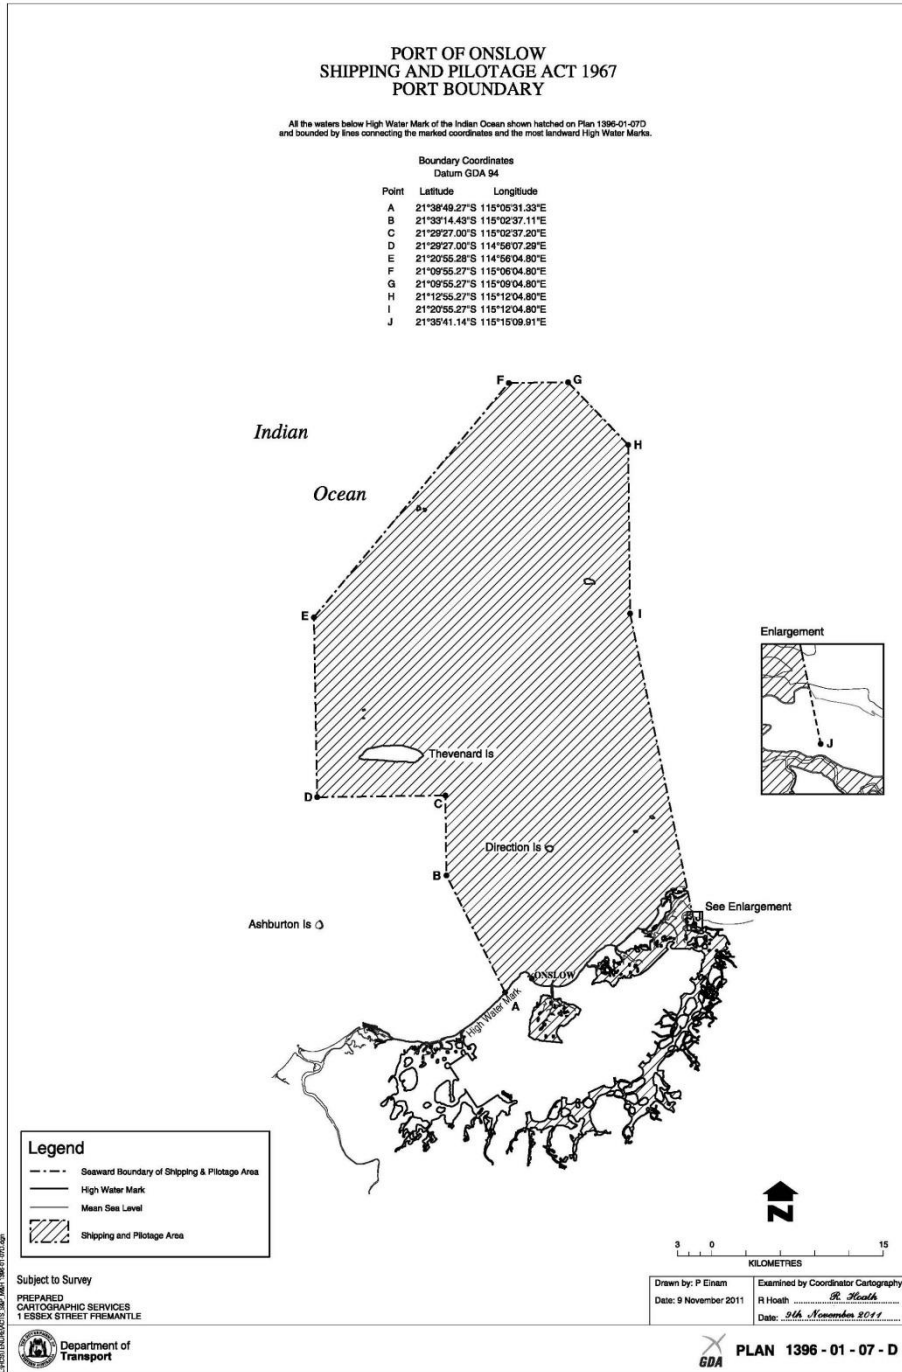 PORT OF ONSLOW
SHIPPING AND PILOTAGE ACT 1967
PORT BOUNDARY
All the waters below High Water Mark of the Indian Ocean shown hatched on Plan 1396-01-07D
and bounded by lines connecting the marked coordinates and the most landward High Water Marks.
Boundary Coordinates
Datum GDA 94
Point Latitude Longitude
A 21°38'49.27"S 115°05'31.33"E
B 21°33'14.43"S 115°02'37.11"E
C 21°29'27.00"S 115°02'37.20"E
D 21°29'27.00"S 114°56'07.29"E
E 21°20'55.28"S 114°56'04.80"E
F 21°09'55.27"S 115°06'04.80"E
G 21°09'55.27"S 115°09'04.80"E
H 21°12'55.27"S 115°12'04.80"E
I 21°20'55.27"S 115°12'04.80"E
J 21°35'41.14"S 115°15'09.91"E
F G
Indian
H
Ocean
E
I
Enlargement
J
Thevenard Is
D
C
Direction Is
B
See Enlargement
J
Ashburton Is
ONSLOW
A
High Water Mark
Legend
Seaward Boundary of Shipping & Pilotage Area
High Water Mark
Mean Sea Level
Shipping and Pilotage Area
N
3 0 15
KILOMETRES
Subject to Survey
PREPARED
CARTOGRAPHIC SERVICES
1 ESSEX STREET FREMANTLE
Drawn by: P Einam
Date: 9 November 2011
Examined by Coordinator Cartography
R Hoath R. Hoath
Date: 9th November 2011
Department of
Transport
GDA
PLAN 1396 - 01 - 07 - D